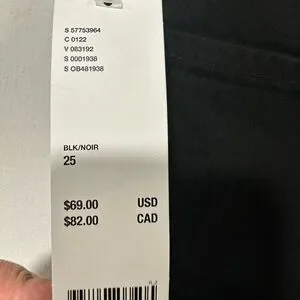 S 57753964
C 0122
V 083192
S 0001938
S OB481938
BLK/NOIR
25
$69.00 USD
$82.00 CAD